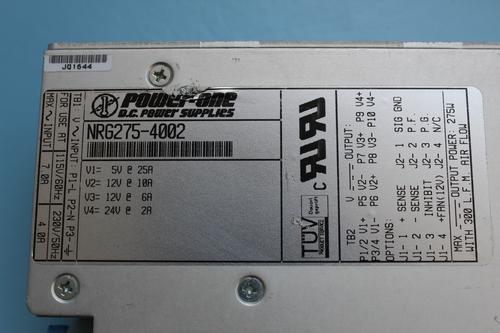 JQ1644
POWER-ONE
D.C. POWER SUPPLIES
NRG275-4002
V1= 5V @ 25A
V2= 12V @ 10A
V3= 12V @ 6A
V4= 24V @ 2A
TB1 V ~ INPUT: P1-L P2-N P3-
FOR USE AT 115V/60Hz 230V/50Hz
MAX ~ INPUT 7.0A 4.0A
TÜV
C
TB2 V --- OUTPUT:
P1/2 V1+ P5 V2- P7 V3+ P9 V4+
P3/4 V1- P6 V2+ P8 V3- P10 V4-
OPTIONS:
J1- 1 + SENSE J2- 1 SIG GND
J1- 2 - SENSE J2- 2 P.F.
J1- 3 INHIBIT J2- 3 P.G.
J1- 4 +FRN(12V) J2- 4 N/C
MAX --- OUTPUT POWER: 275W
WITH 300 L.F.M. AIR FLOW